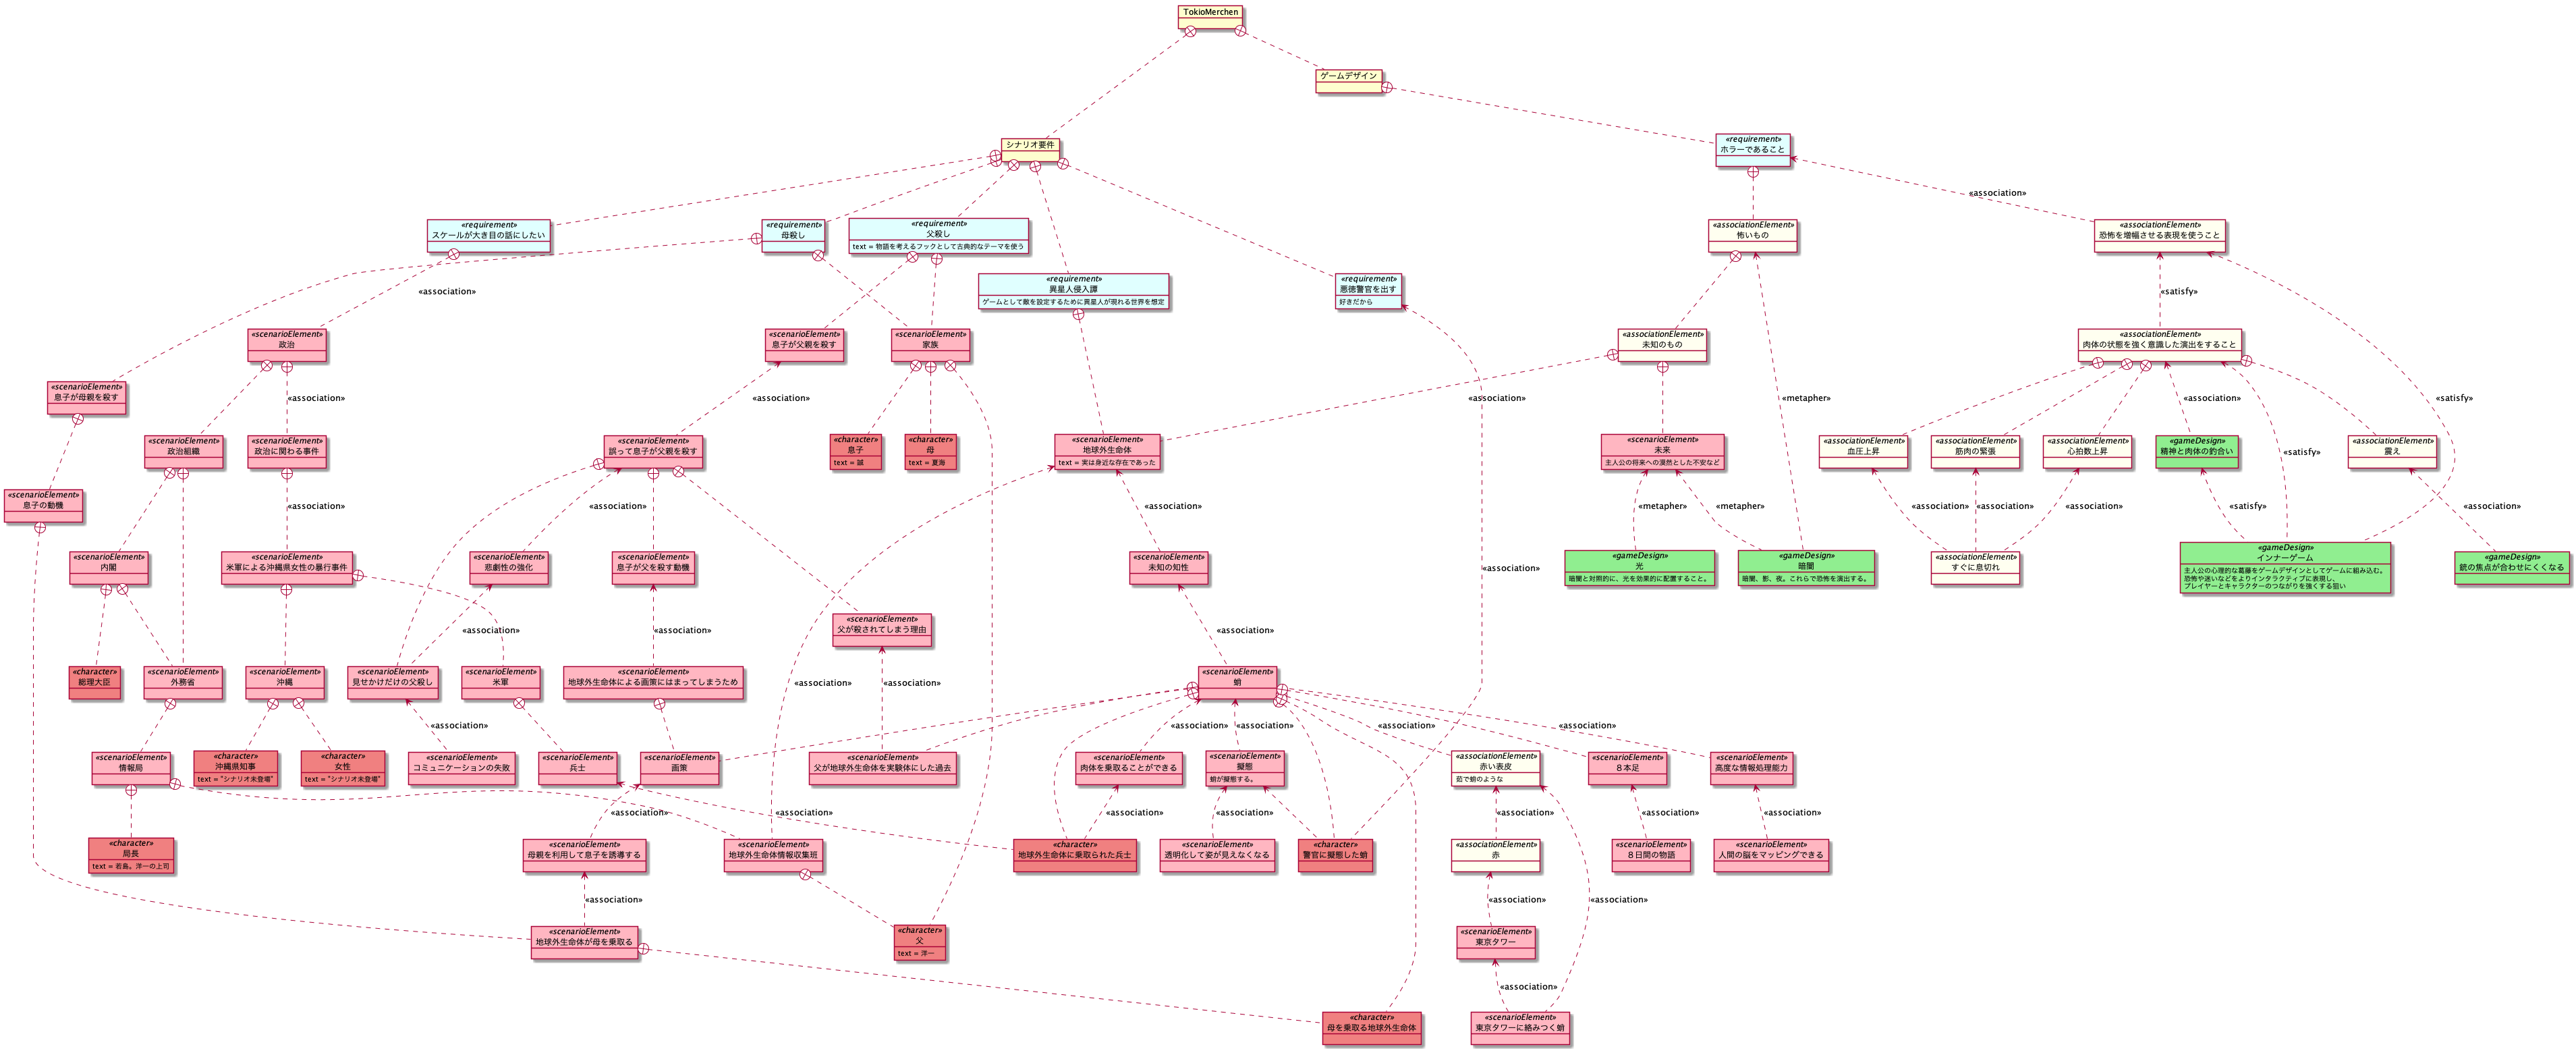 TokioMerchen
ゲームデザイン
シナリオ要件
«requirement»
ホラーであること
«association»
«requirement»
スケールが大き目の話にしたい
«requirement»
母殺し
«requirement»
父殺し
text = 物語を考えるフックとして古典的なテーマを使う
«associationElement»
怖いもの
«associationElement»
恐怖を増幅させる表現を使うこと
«requirement»
異星人侵入譚
ゲームとして敵を設定するために異星人が現れる世界を想定
«requirement»
悪徳警官を出す
好きだから
«association»
«satisfy»
«scenarioElement»
政治
«scenarioElement»
息子が父親を殺す
«scenarioElement»
家族
«associationElement»
未知のもの
«associationElement»
肉体の状態を強く意識した演出をすること
«scenarioElement»
息子が母親を殺す
«association»
«association»
«association»
«metapher»
«association»
«satisfy»
«scenarioElement»
政治組織
«scenarioElement»
政治に関わる事件
«scenarioElement»
誤って息子が父親を殺す
«character»
息子
text = 誠
«character»
母
text = 夏海
«scenarioElement»
地球外生命体
text = 実は身近な存在であった
«scenarioElement»
未来
主人公の将来への漠然とした不安など
«associationElement»
血圧上昇
«associationElement»
筋肉の緊張
«associationElement»
心拍数上昇
«gameDesign»
精神と肉体の釣合い
«satisfy»
«associationElement»
震え
«scenarioElement»
息子の動機
«association»
«association»
«association»
«metapher»
«metapher»
«association»
«association»
«association»
«satisfy»
«association»
«scenarioElement»
内閣
«scenarioElement»
米軍による沖縄県女性の暴行事件
«scenarioElement»
悲劇性の強化
«scenarioElement»
息子が父を殺す動機
«scenarioElement»
未知の知性
«association»
«gameDesign»
光
暗闇と対照的に、光を効果的に配置すること。
«gameDesign»
暗闇
暗闇、影、夜。これらで恐怖を演出する。
«associationElement»
すぐに息切れ
«gameDesign»
インナーゲーム
主人公の心理的な葛藤をゲームデザインとしてゲームに組み込む。
恐怖や迷いなどをよりインタラクティブに表現し、
プレイヤーとキャラクターのつながりを強くする狙い
«gameDesign»
銃の焦点が合わせにくくなる
«association»
«scenarioElement»
父が殺されてしまう理由
«association»
«character»
総理大臣
«scenarioElement»
外務省
«scenarioElement»
沖縄
«scenarioElement»
見せかけだけの父殺し
«scenarioElement»
米軍
«scenarioElement»
地球外生命体による画策にはまってしまうため
«association»
«association»
«scenarioElement»
蛸
«association»
«association»
«association»
«association»
«association»
«scenarioElement»
情報局
«character»
沖縄県知事
text = "シナリオ未登場"
«character»
女性
text = "シナリオ未登場"
«scenarioElement»
コミュニケーションの失敗
«scenarioElement»
兵士
«scenarioElement»
画策
«scenarioElement»
父が地球外生命体を実験体にした過去
«scenarioElement»
肉体を乗取ることができる
«scenarioElement»
擬態
蛸が擬態する。
«associationElement»
赤い表皮
茹で蛸のような
«scenarioElement»
８本足
«scenarioElement»
高度な情報処理能力
«association»
«association»
«association»
«association»
«association»
«association»
«association»
«character»
局長
text = 若島。洋一の上司
«scenarioElement»
母親を利用して息子を誘導する
«scenarioElement»
地球外生命体情報収集班
«character»
地球外生命体に乗取られた兵士
«scenarioElement»
透明化して姿が見えなくなる
«character»
警官に擬態した蛸
«associationElement»
赤
«scenarioElement»
８日間の物語
«scenarioElement»
人間の脳をマッピングできる
«association»
«association»
«association»
«scenarioElement»
地球外生命体が母を乗取る
«character»
父
text = 洋一
«scenarioElement»
東京タワー
«association»
«character»
母を乗取る地球外生命体
«scenarioElement»
東京タワーに絡みつく蛸